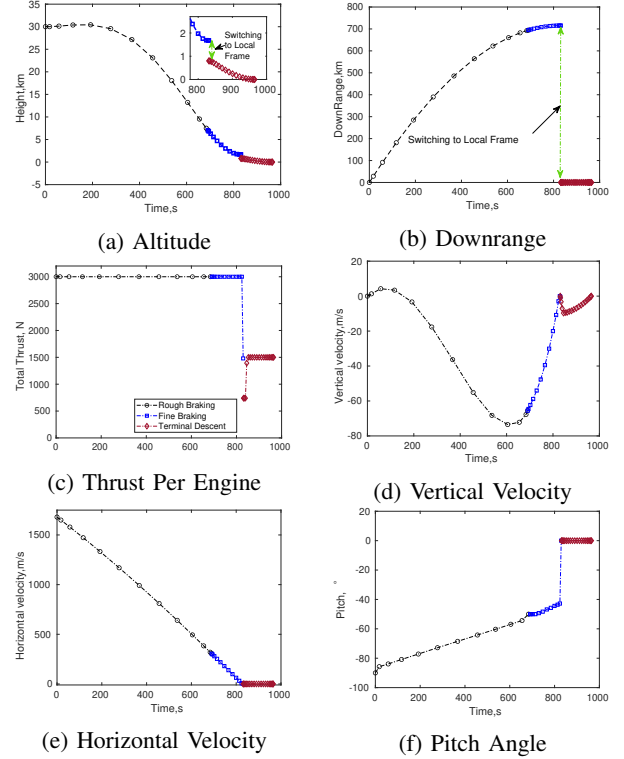 35
30
25
20
15
10
5
0
-5
0 200 400 600 800 1000
Height,km
Time,s
2
1
0
800 900 1000
Switching
to Local
Frame
(a) Altitude
800
700
600
500
400
300
200
100
0
0 200 400 600 800 1000
DownRange,km
Time,s
Switching to Local Frame
(b) Downrange
3000
2500
2000
1500
1000
500
0
0 200 400 600 800 1000
Total Thrust, N
Time,s
Rough Braking
Fine Braking
Terminal Descent
(c) Thrust Per Engine
20
0
-20
-40
-60
-80
0 200 400 600 800 1000
Vertical velocity,m/s
Time,s
(d) Vertical Velocity
1500
1000
500
0
0 200 400 600 800 1000
Horizontal velocity,m/s
Time,s
(e) Horizontal Velocity
20
0
-20
-40
-60
-80
-100
0 200 400 600 800 1000
Pitch, °
Time,s
(f) Pitch Angle